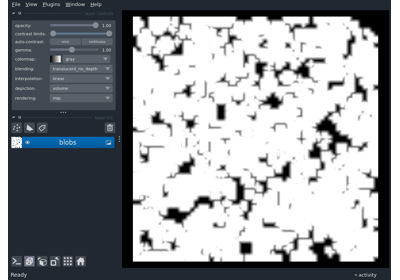 File View Plugins Window Help
opacity: 1.00
contrast limits:
auto-contrast: once continuous
gamma: 1.00
colormap: gray
blending: translucent_no_depth
interpolation: linear
depiction: volume
rendering: mip
blobs
Ready
activity